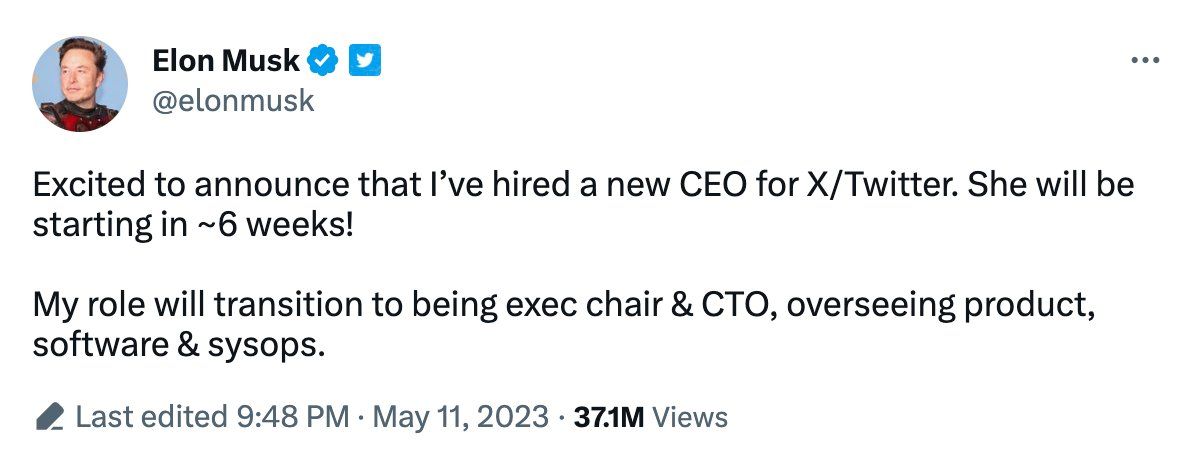 Elon Musk
@elonmusk
Excited to announce that I’ve hired a new CEO for X/Twitter. She will be
starting in ~6 weeks!
My role will transition to being exec chair & CTO, overseeing product,
software & sysops.
Last edited 9:48 PM · May 11, 2023 · 37.1M Views